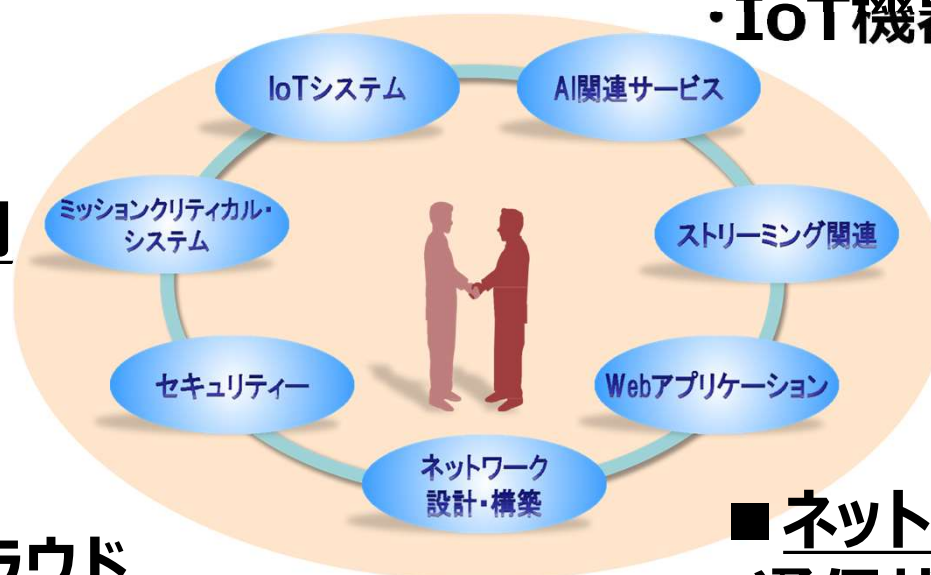 ・IoT機器
IoTシステム
AI関連サービス
ミッションクリティカル・
システム
ストリーミング関連
セキュリティー
Webアプリケーション
ネットワーク
設計・構築
■ネット
ラウド